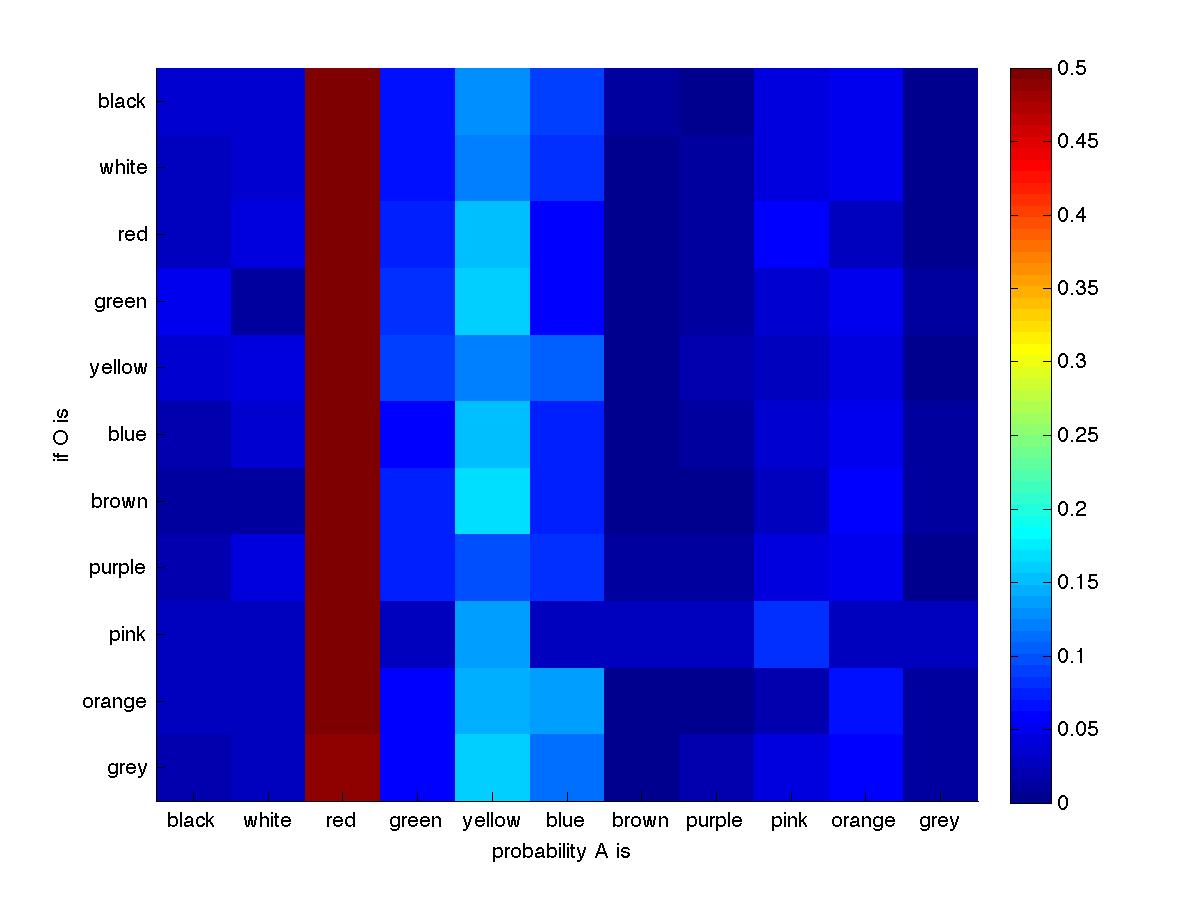 black
white
red
green
yellow
blue
brown
purple
pink
orange
grey
if O is
black white red green yellow blue brown purple pink orange grey
probability A is
0.5
0.45
0.4
0.35
0.3
0.25
0.2
0.15
0.1
0.05
0